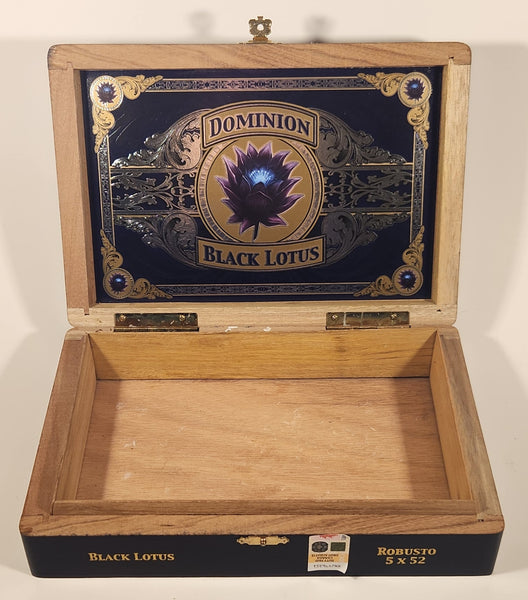 DOMINION
BLACK LOTUS
BLACK LOTUS
ROBUSTO
5 X 52